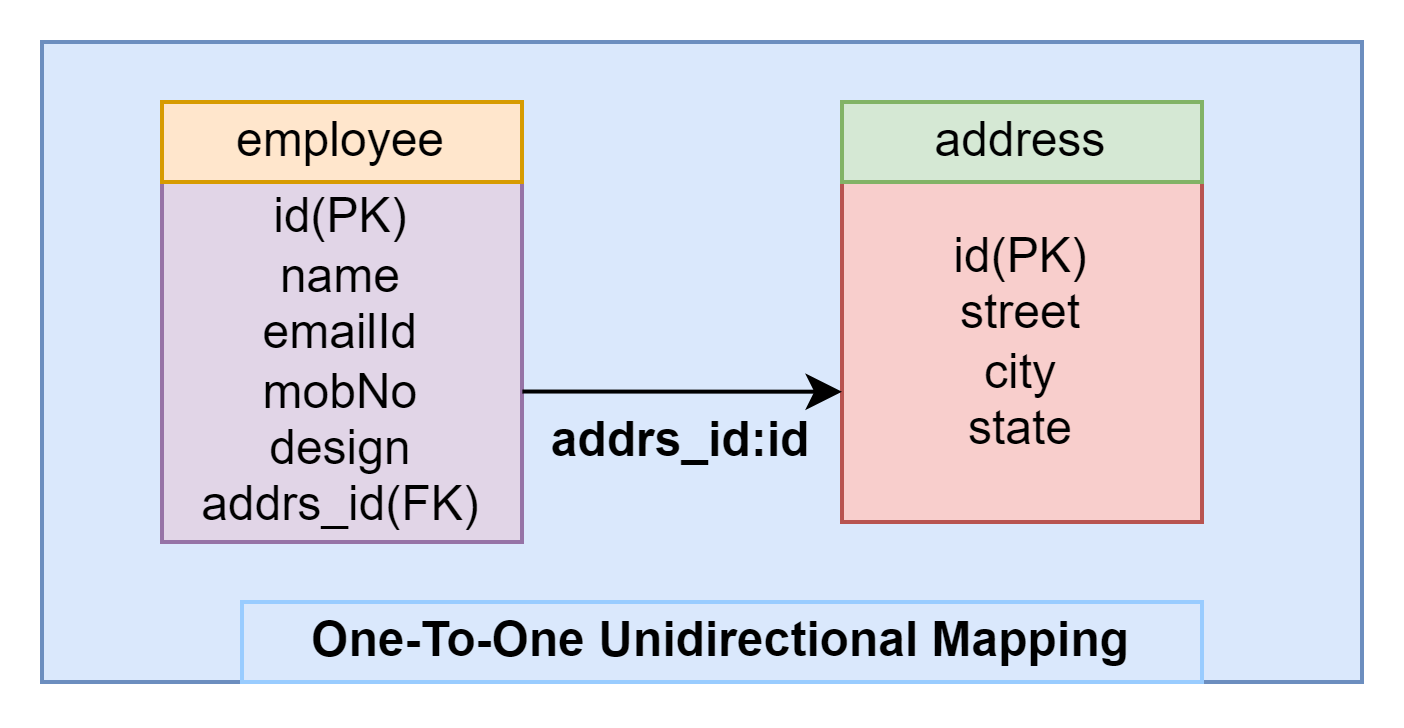 employee
id(PK)
name
emailId
mobNo
design
addrs_id(FK)
addrs_id:id
address
id(PK)
street
city
state
One-To-One Unidirectional Mapping